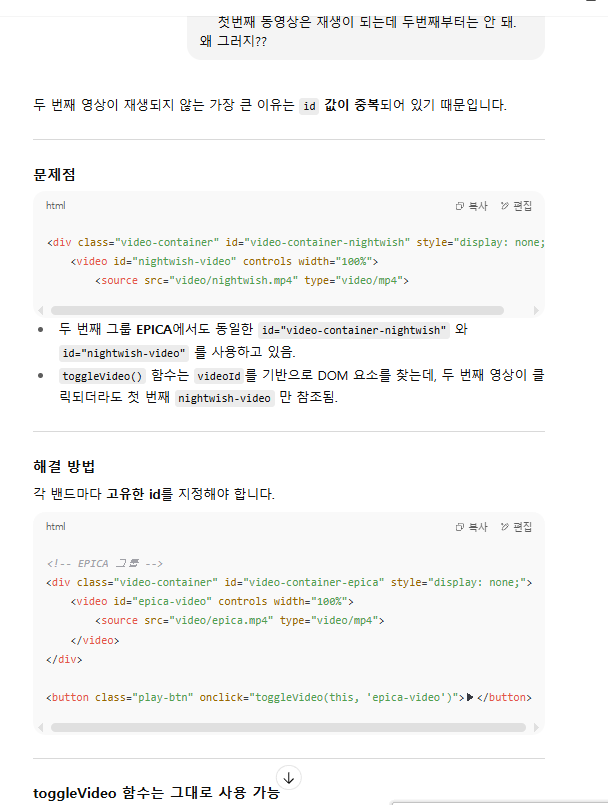 첫번째 동영상은 재생이 되는데 두번째부터는 안 돼.
왜 그러지??
두 번째 영상이 재생되지 않는 가장 큰 이유는 id 값이 중복되어 있기 때문입니다.
문제점
html
복사
편집
<div class="video-container" id="video-container-nightwish" style="display: none;
<video id="nightwish-video" controls width="100%">
<source src="video/nightwish.mp4" type="video/mp4">
두 번째 그룹 EPICA에서도 동일한 id="video-container-nightwish" 와
id="nightwish-video" 를 사용하고 있음.
toggleVideo() 함수는 videoId 를 기반으로 DOM 요소를 찾는데, 두 번째 영상이 클
릭되더라도 첫 번째 nightwish-video 만 참조됨.
해결 방법
각 밴드마다 고유한 id를 지정해야 합니다.
html
복사
편집
<!-- EPICA 그룹 -->
<div class="video-container" id="video-container-epica" style="display: none;">
<video id="epica-video" controls width="100%">
<source src="video/epica.mp4" type="video/mp4">
</video>
</div>
<button class="play-btn" onclick="toggleVideo(this, 'epica-video')">▶</button>
toggleVideo 함수는 그대로 사용 가능